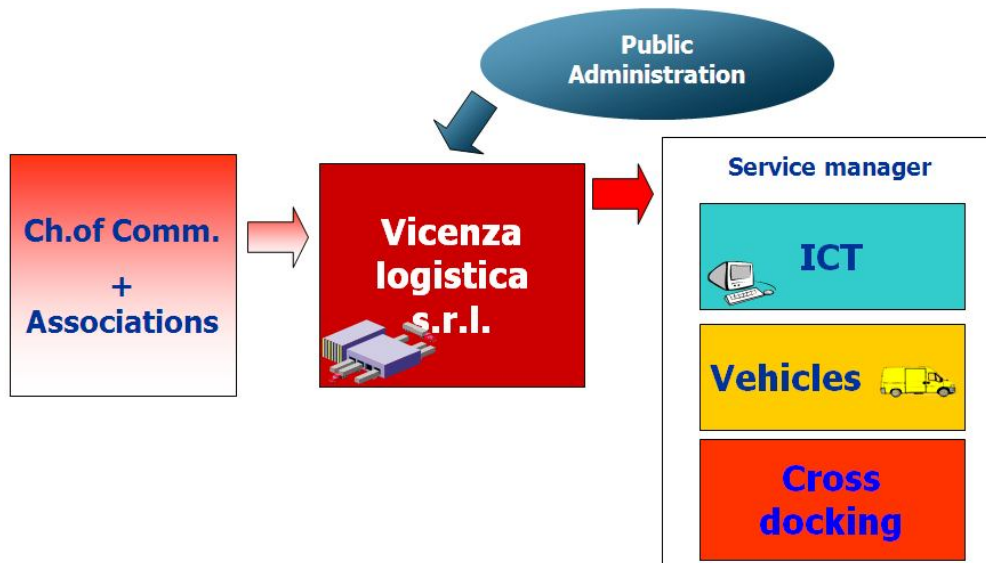 Public
Administration
Ch.of Comm.
+
Associations
Vicenza
logistica
s.r.l.
Service manager
ICT
Vehicles
Cross
docking